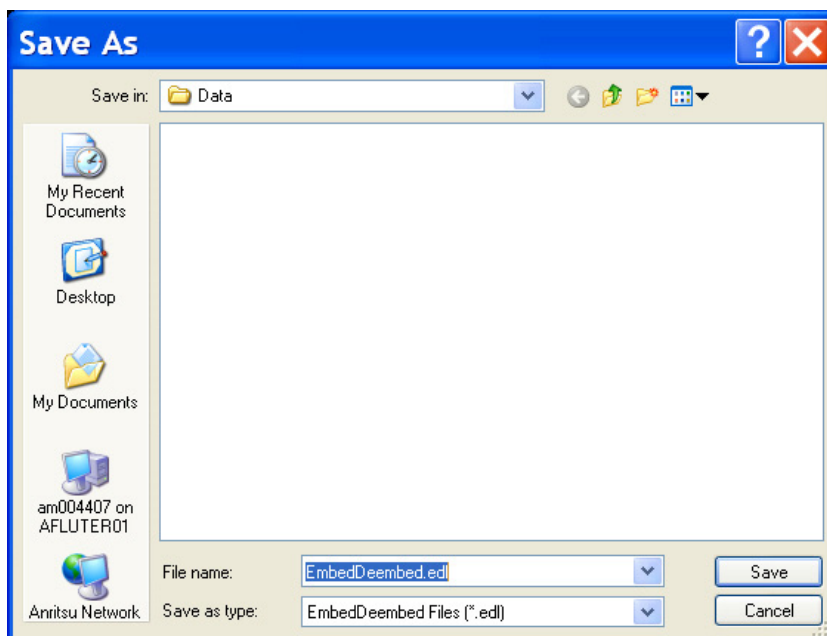 Save As
Save in:
Data
My Recent
Documents
Desktop
My Documents
am004407 on
AFLUTER01
Anritsu Network
File name:
EmbedDeembed.edl
Save
Save as type:
EmbedDeembed Files (*.edl)
Cancel